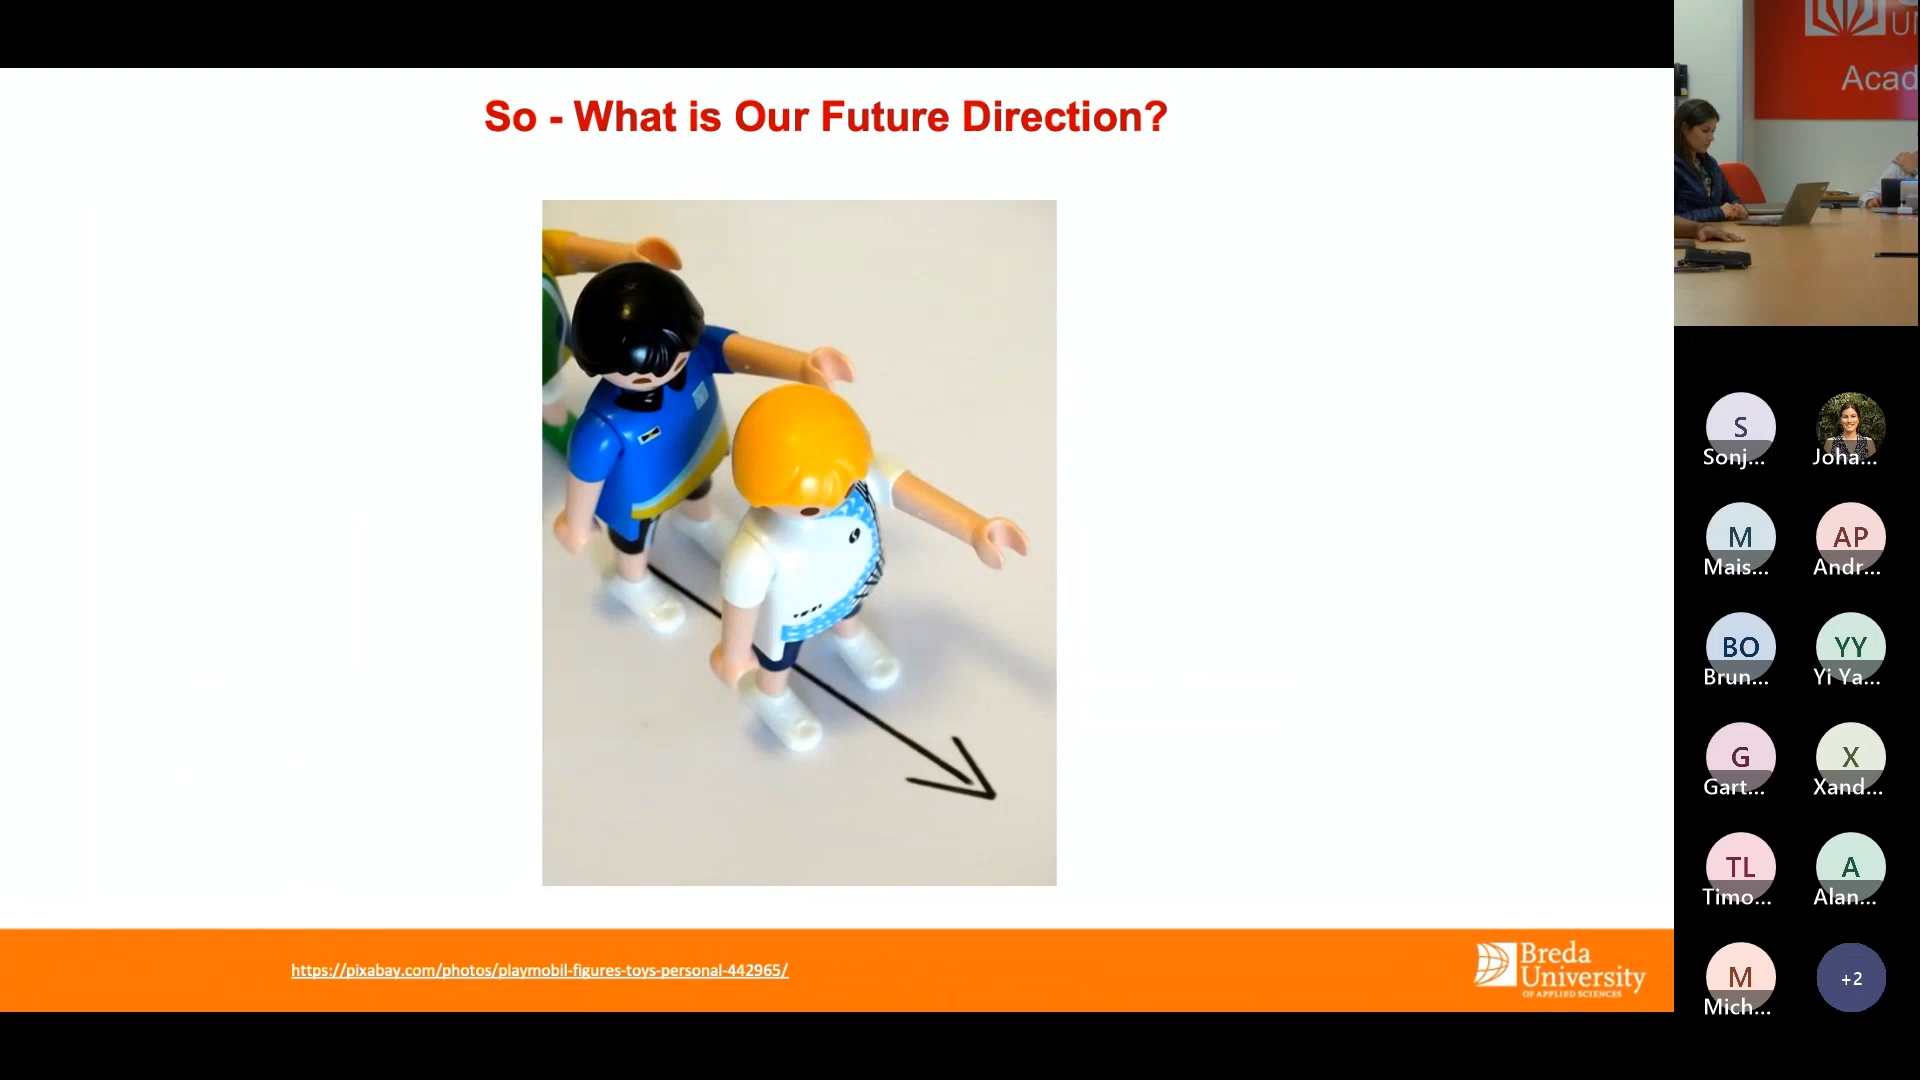 So - What is Our Future Direction?
https://pixabay.com/photos/playmobil-figures-toys-personal-442965/
Breda
University
OF APPLIED SCIENCES
Acad
S
Sonj...
Joha...
M
Mais...
AP
Andr...
BO
Brun...
YY
Yi Ya...
G
Gart...
X
Xand...
TL
Timo...
A
Alan...
M
Mich...
+2